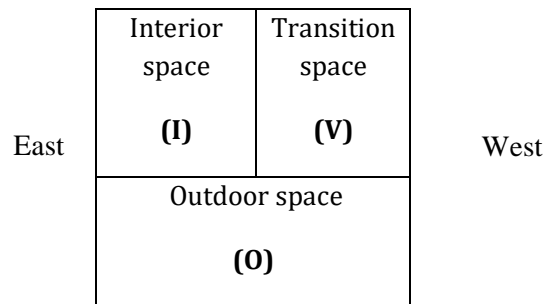 Interior
space
(I)
Transition
space
(V)
East
West
Outdoor space
(O)